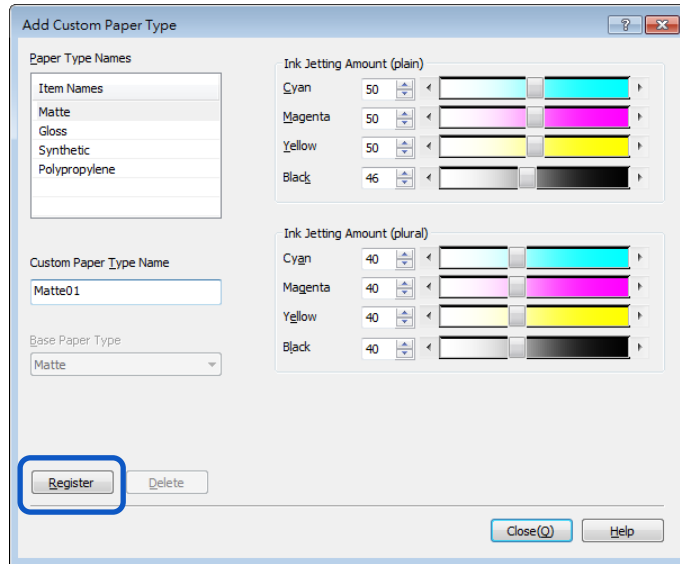 Add Custom Paper Type
Paper Type Names
Item Names
Matte
Gloss
Synthetic
Polypropylene
Custom Paper Type Name
Matte01
Base Paper Type
Matte
Ink Jetting Amount (plain)
Cyan 50
Magenta 50
Yellow 50
Black 46
Ink Jetting Amount (plural)
Cyan 40
Magenta 40
Yellow 40
Black 40
Register Delete
Close(Q) Help